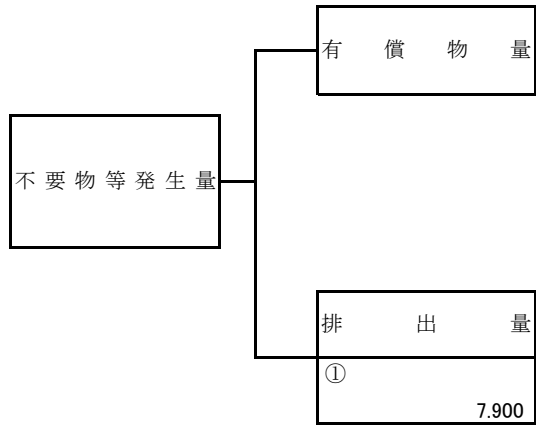 有償物量
不要物等発生量
排出量
①
7.900